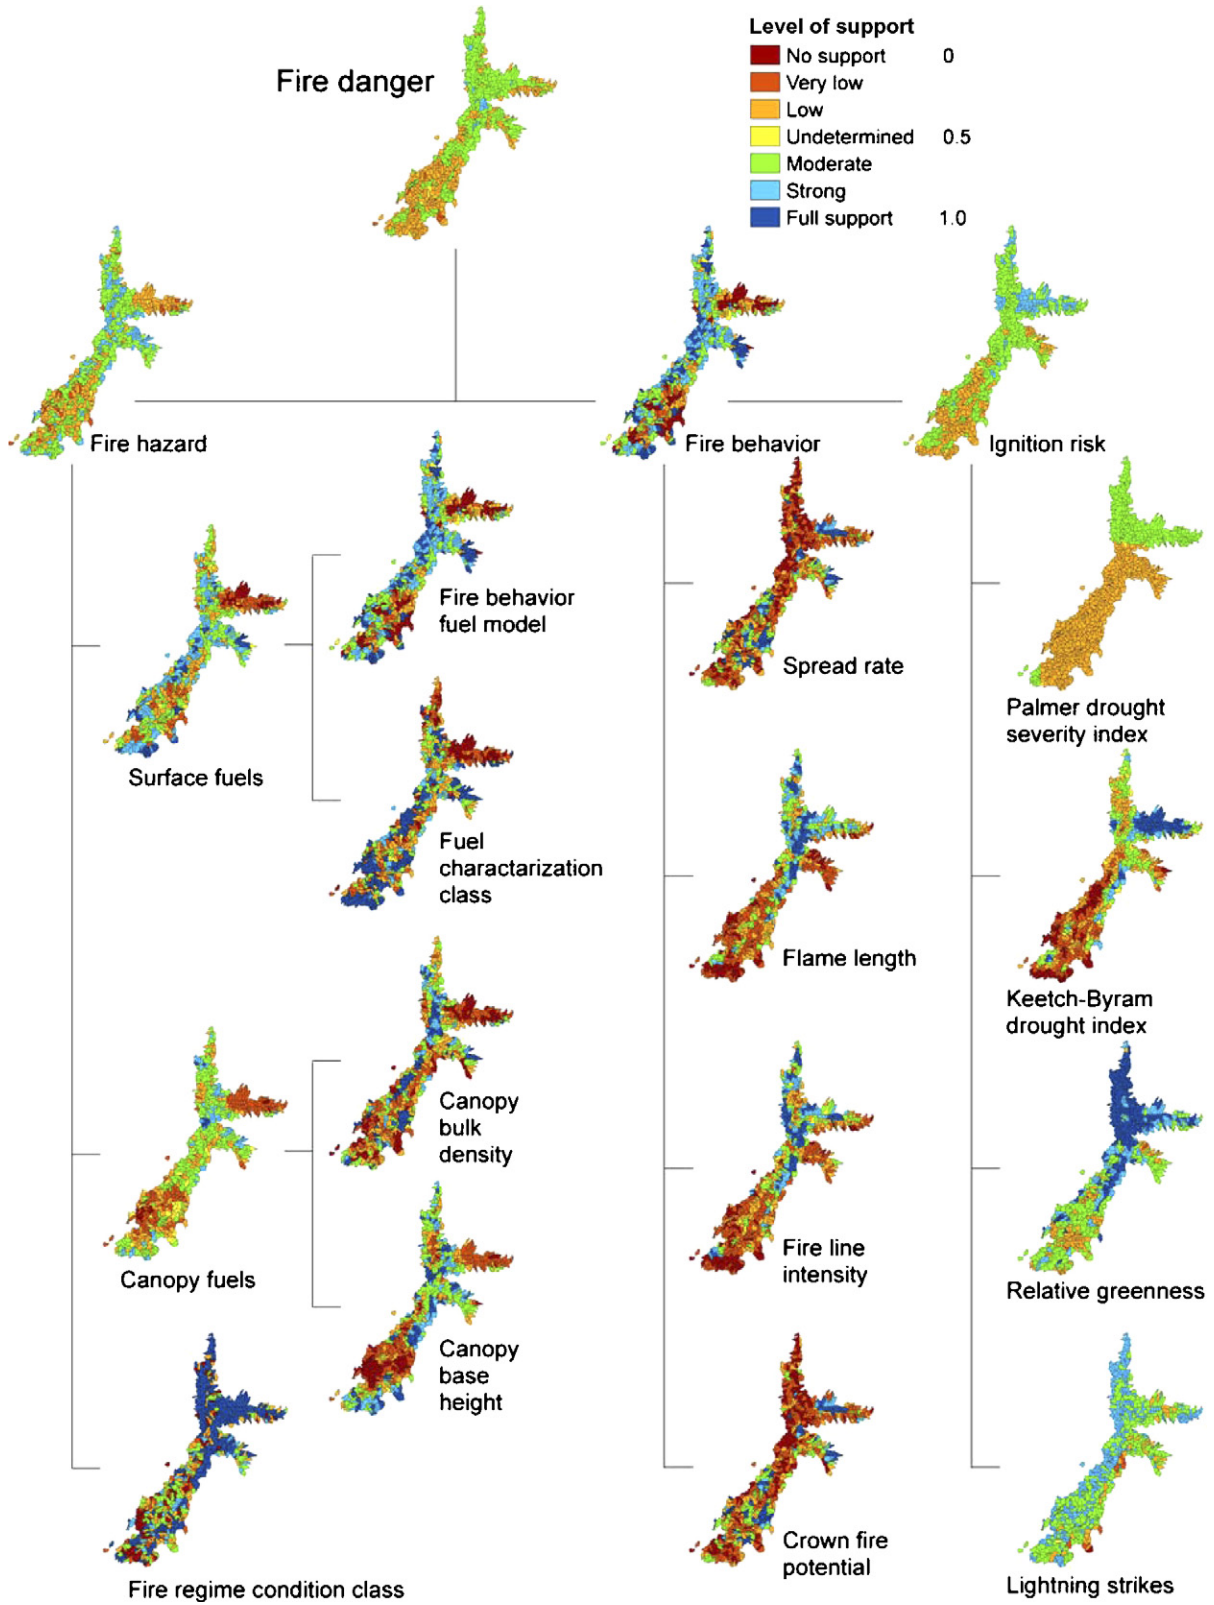 Level of support
No support 0
Very low
Low
Undetermined 0.5
Moderate
Strong
Full support 1.0
Fire danger
Fire hazard
Fire behavior
Ignition risk
Surface fuels
Fire behavior
fuel model
Fuel
charactarization
class
Canopy fuels
Canopy
bulk
density
Canopy
base
height
Fire regime condition class
Spread rate
Flame length
Fire line
intensity
Crown fire
potential
Palmer drought
severity index
Keetch-Byram
drought index
Relative greenness
Lightning strikes